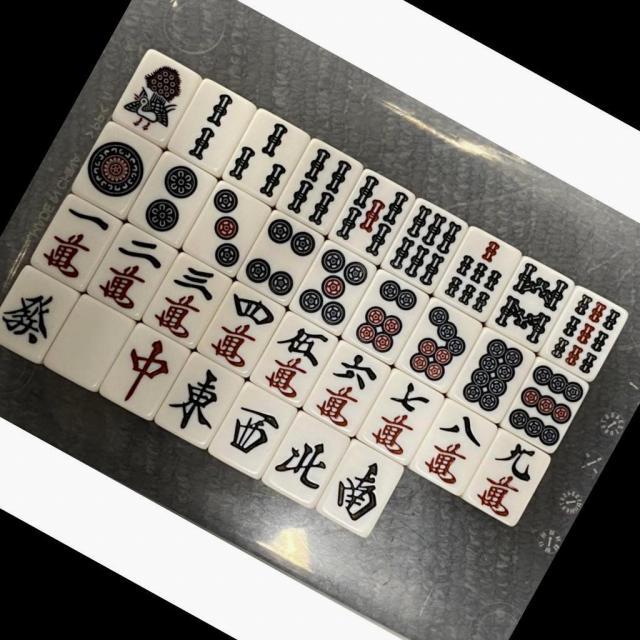 一萬 二萬 三萬 四萬 伍萬 六萬 七萬 八萬 九萬
發 中 東 西 北 南